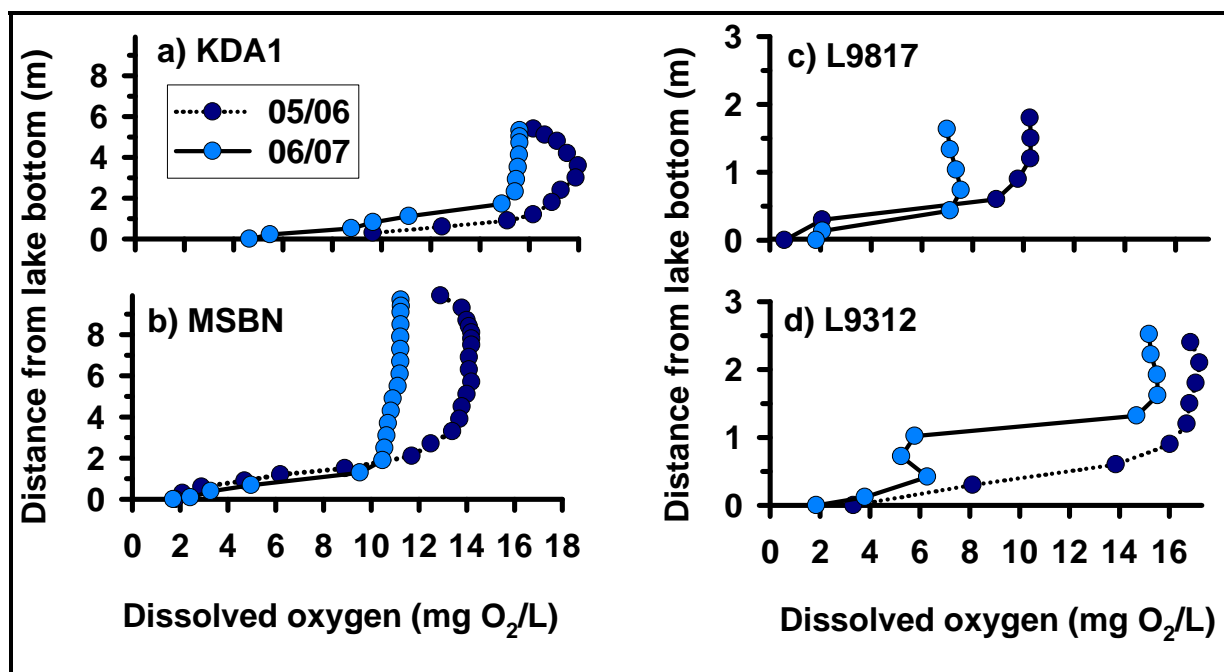 a) KDA1
05/06
06/07
Distance from lake bottom (m)
8
6
4
2
0
b) MSBN
8
6
4
2
0
0 2 4 6 8 10 12 14 16 18
Dissolved oxygen (mg O₂/L)
c) L9817
Distance from lake bottom (m)
3
2
1
0
d) L9312
3
2
1
0
0 2 4 6 8 10 12 14 16
Dissolved oxygen (mg O₂/L)